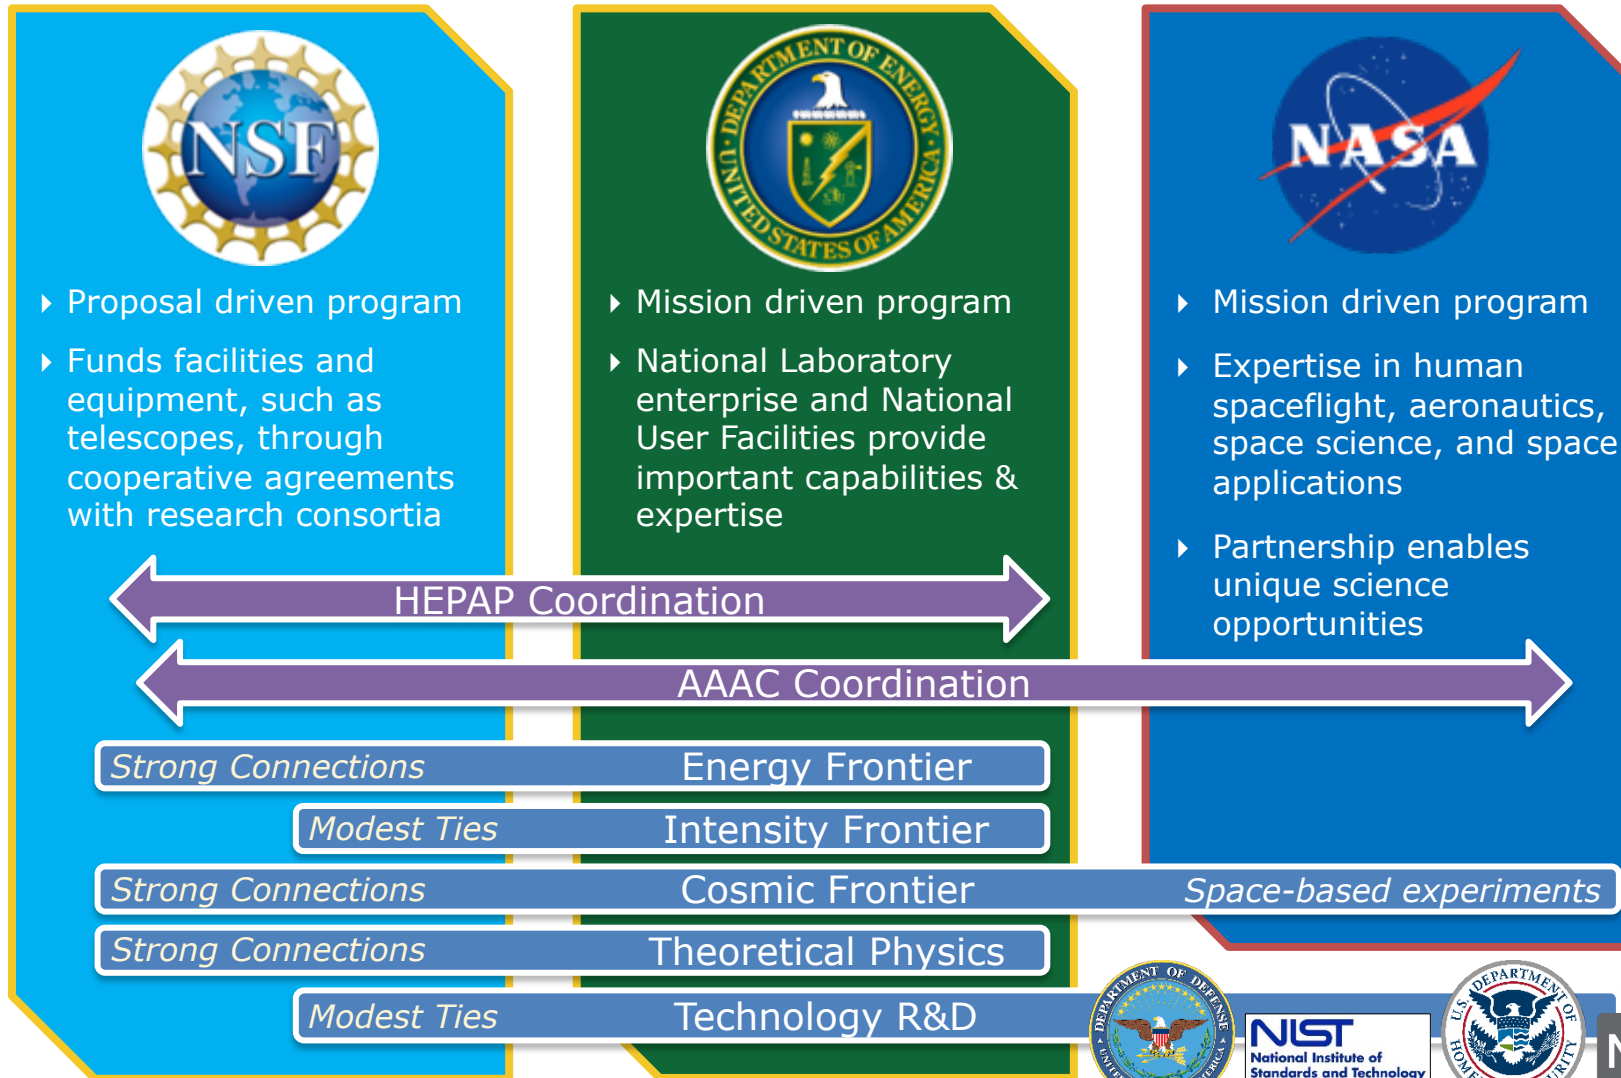 NSF
DEPARTMENT OF ENERGY
UNITED STATES OF AMERICA
NASA
Proposal driven program
Funds facilities and
equipment, such as
telescopes, through
cooperative agreements
with research consortia
Mission driven program
National Laboratory
enterprise and National
User Facilities provide
important capabilities &
expertise
Mission driven program
Expertise in human
spaceflight, aeronautics,
space science, and space
applications
Partnership enables
unique science
opportunities
HEPAP Coordination
AAAC Coordination
Strong Connections Energy Frontier
Modest Ties Intensity Frontier
Strong Connections Cosmic Frontier Space-based experiments
Strong Connections Theoretical Physics
Modest Ties Technology R&D
DEPARTMENT OF DEFENSE
NIST
National Institute of
Standards and Technology
U.S. DEPARTMENT OF
N